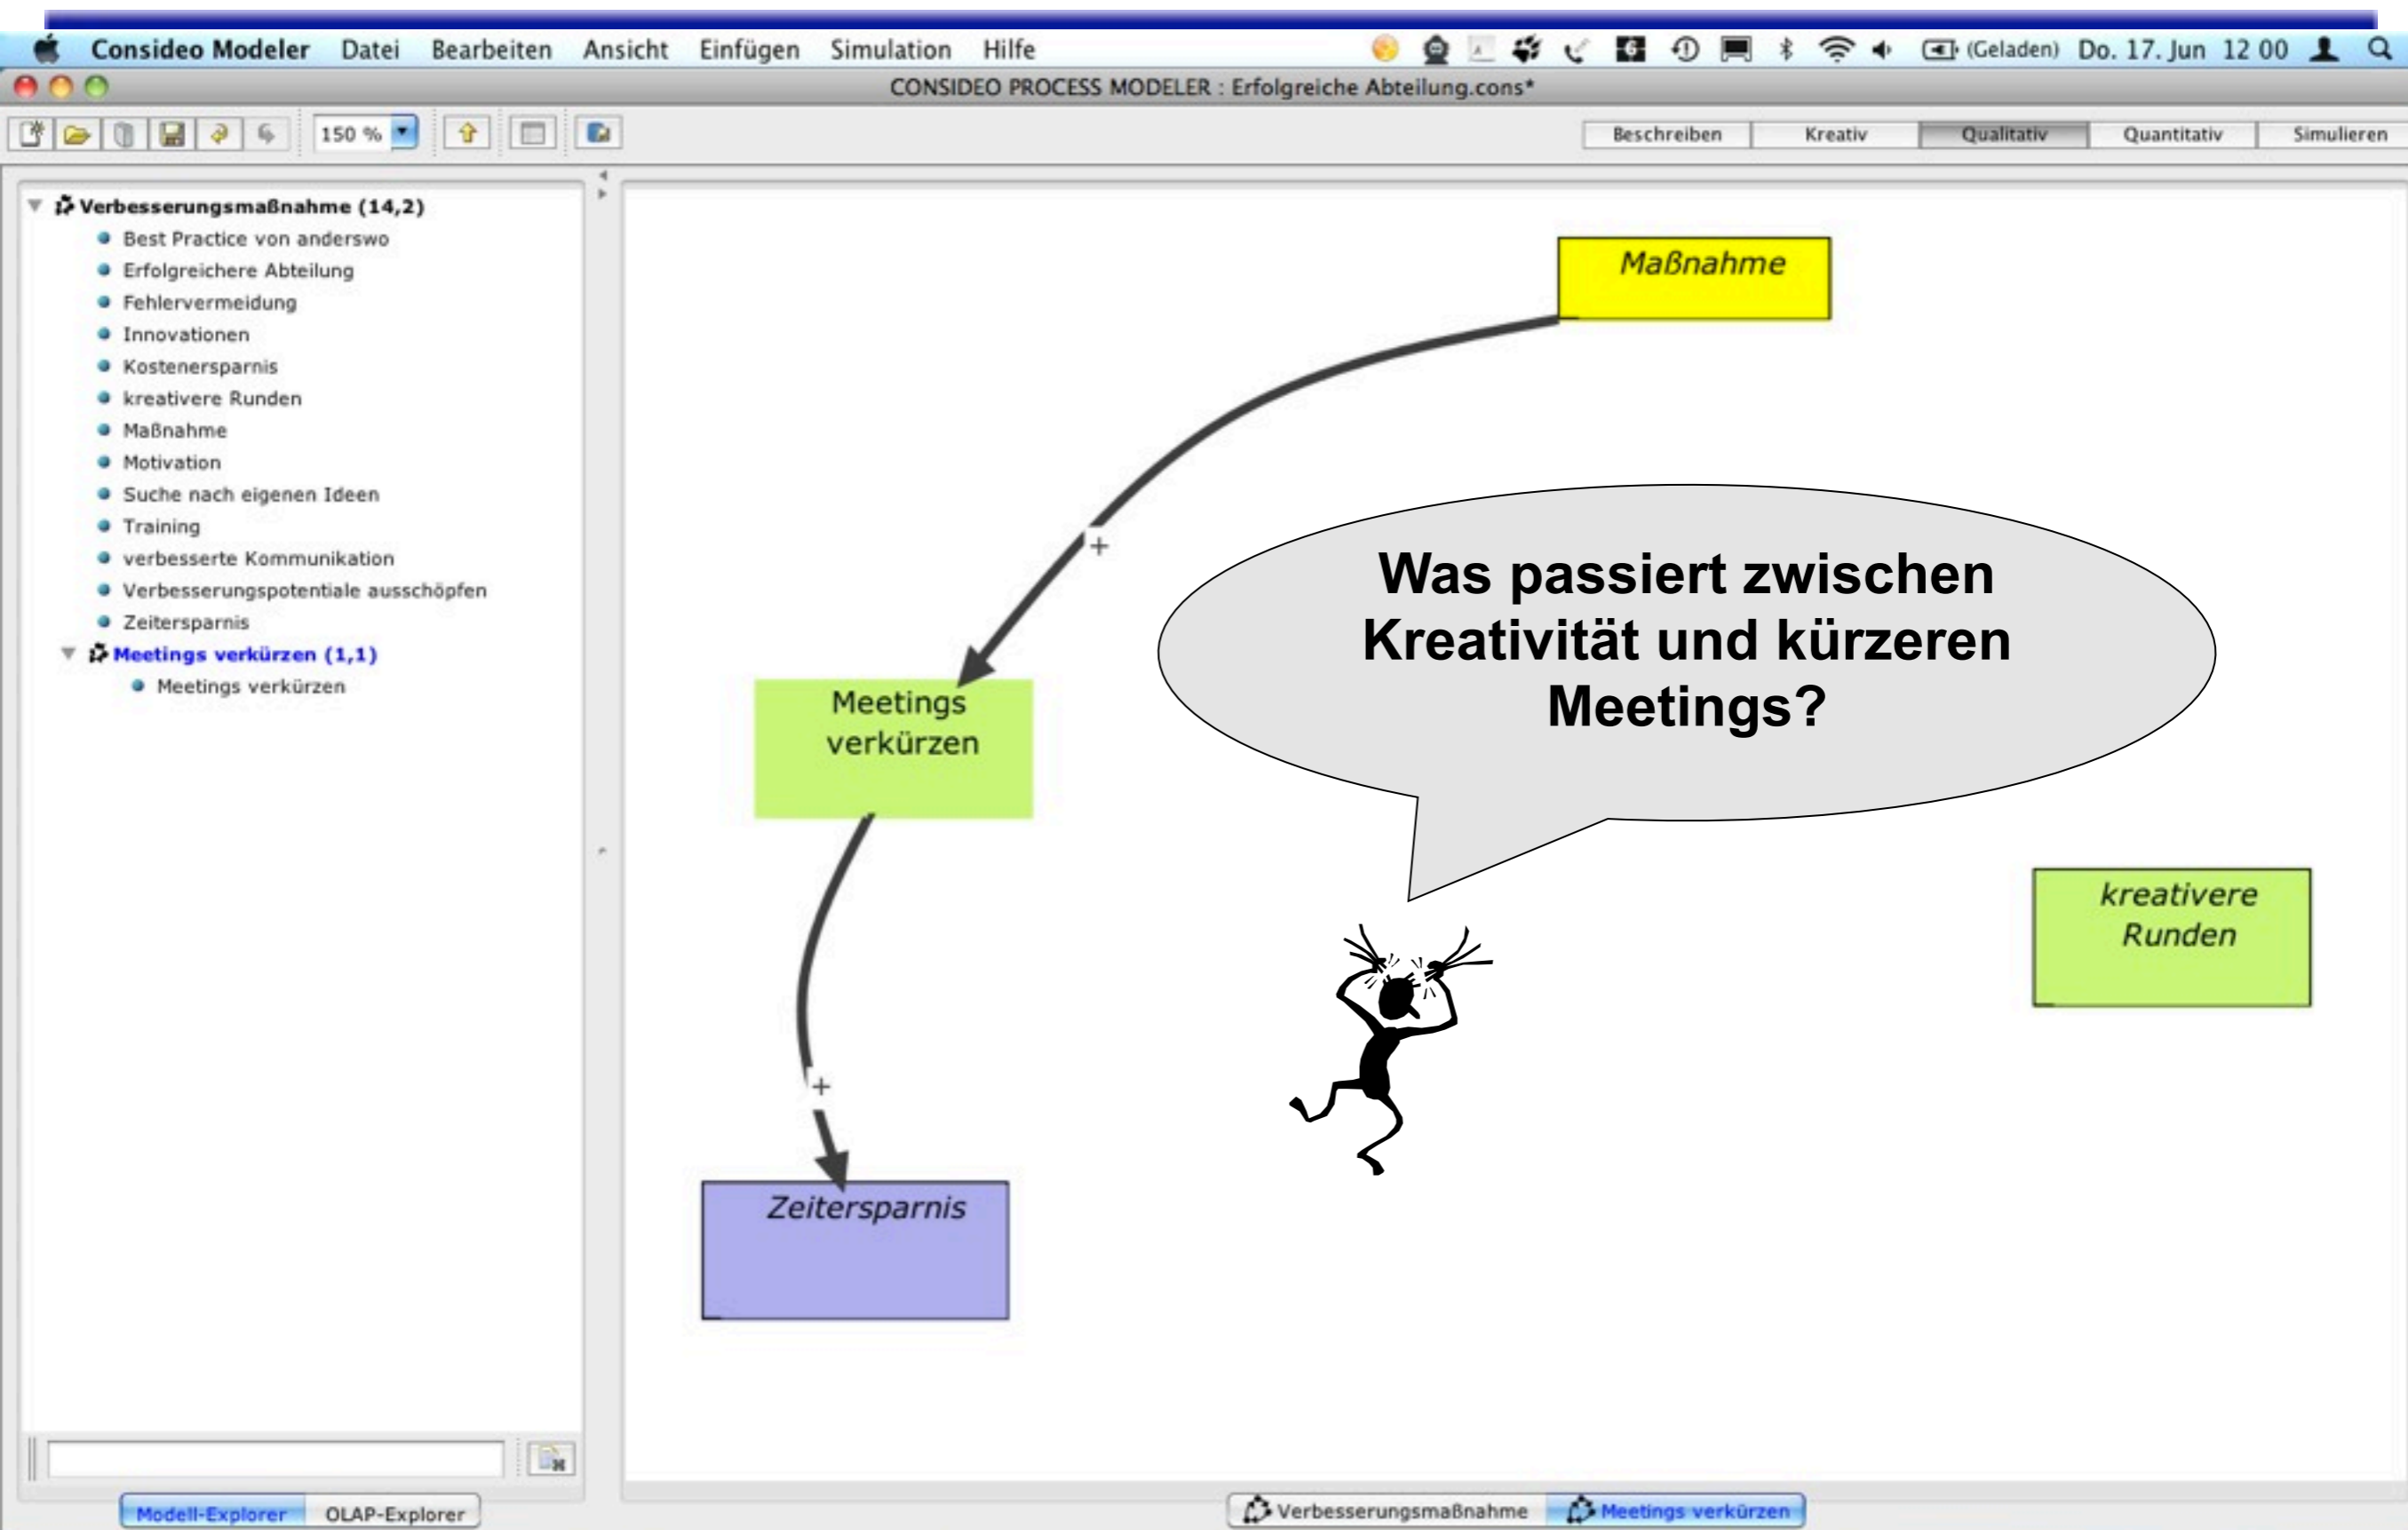 Consideo Modeler Datei Bearbeiten Ansicht Einfügen Simulation Hilfe (Geladen) Do. 17. Jun 12 00
CONSIDEO PROCESS MODELER : Erfolgreiche Abteilung.cons*
150 % Beschreiben Kreativ Qualitativ Quantitativ Simulieren
Verbesserungsmaßnahme (14,2)
Best Practice von anderswo
Erfolgreichere Abteilung
Fehlervermeidung
Innovationen
Kostenersparnis
kreativere Runden
Maßnahme
Motivation
Suche nach eigenen Ideen
Training
verbesserte Kommunikation
Verbesserungspotentiale ausschöpfen
Zeitersparnis
Meetings verkürzen (1,1)
Meetings verkürzen
Maßnahme
+
Was passiert zwischen
Kreativität und kürzeren
Meetings?
Meetings
verkürzen
kreativere
Runden
+
Zeitersparnis
Modell-Explorer OLAP-Explorer Verbesserungsmaßnahme Meetings verkürzen